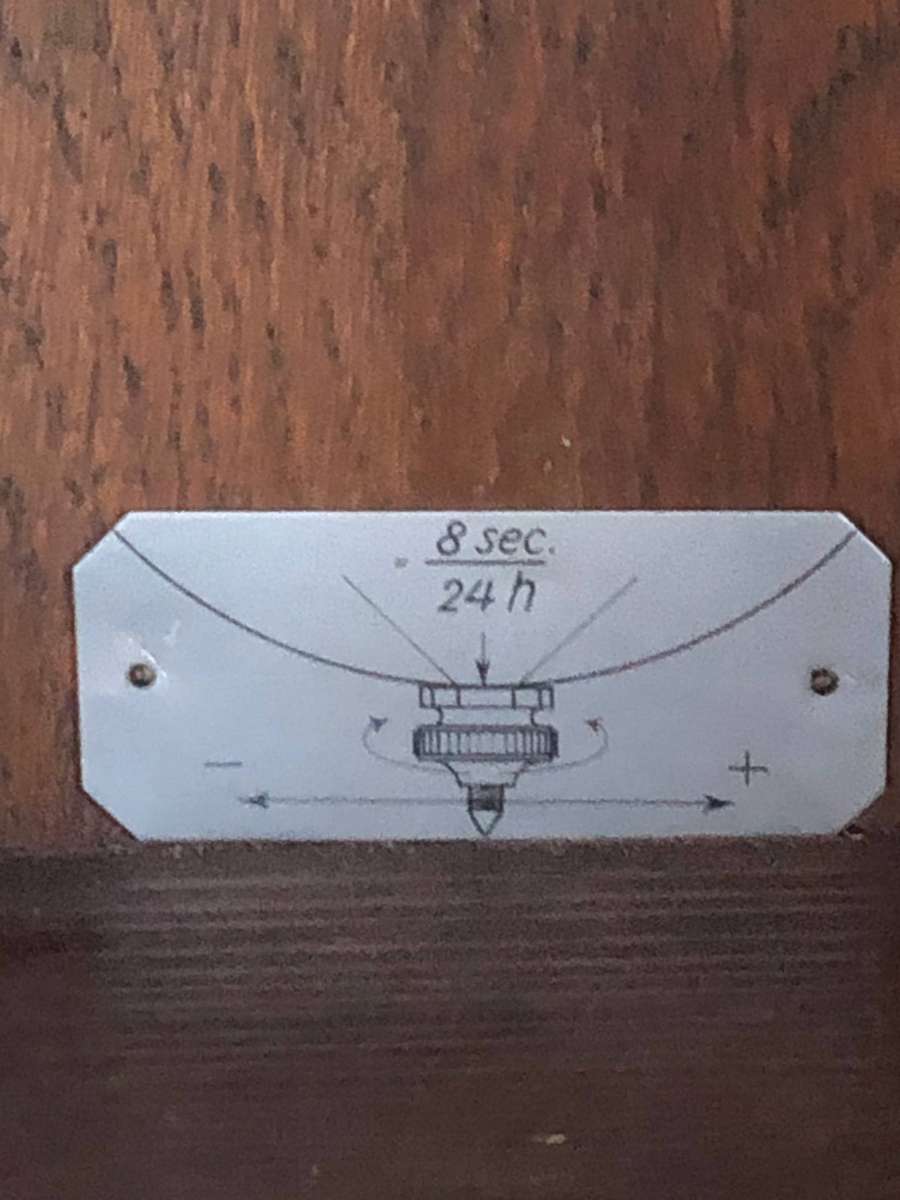 8 sec.
24 h
- +